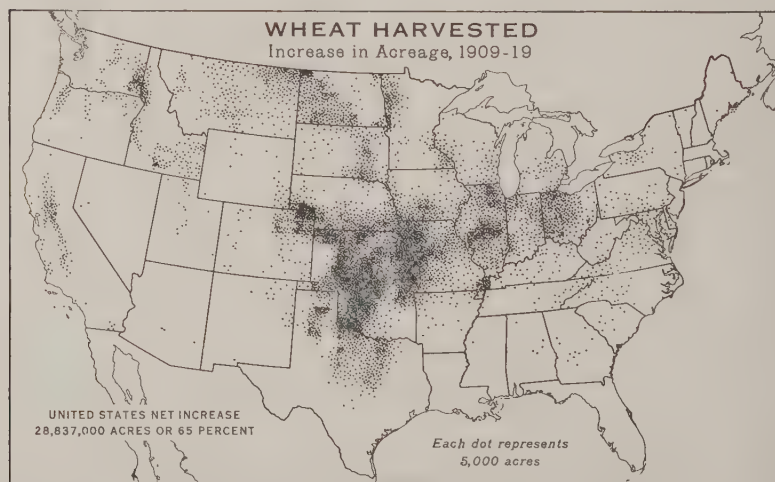 WHEAT HARVESTED
Increase in Acreage, 1909-19
UNITED STATES NET INCREASE
28,837,000 ACRES OR 65 PERCENT
Each dot represents
5,000 acres